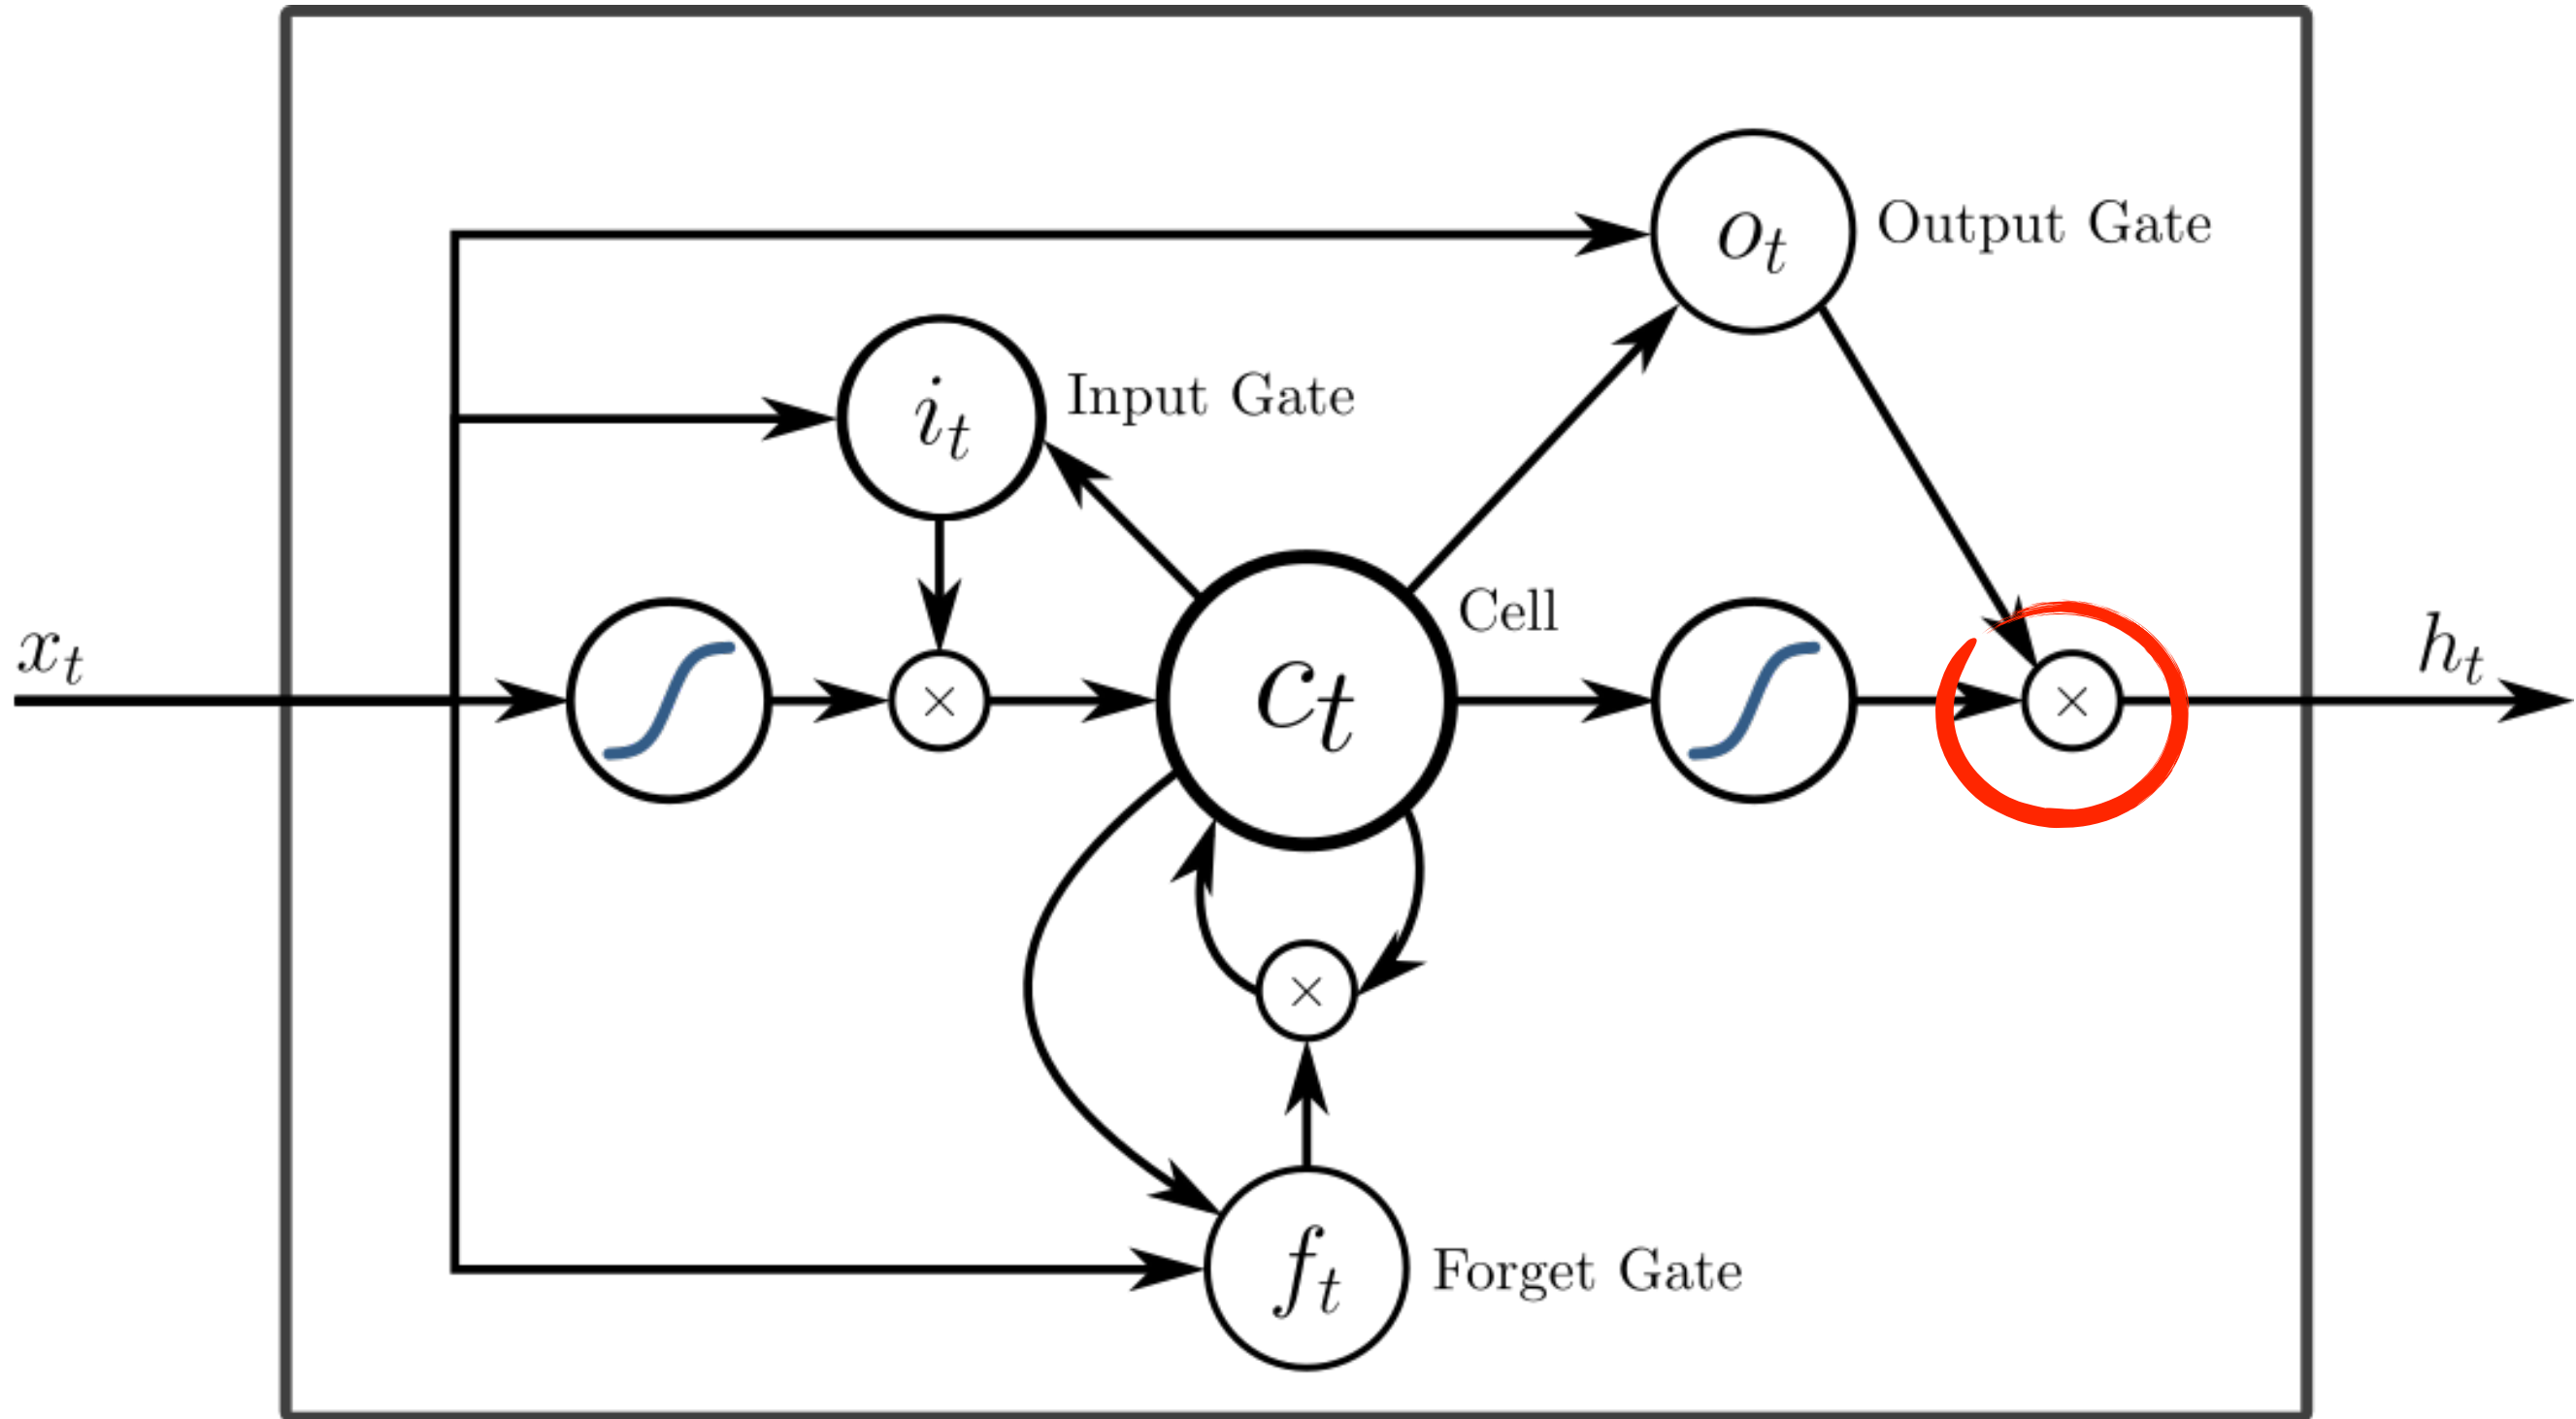 o_t Output Gate
i_t Input Gate
Cell
x_t
×
c_t
×
h_t
×
f_t Forget Gate